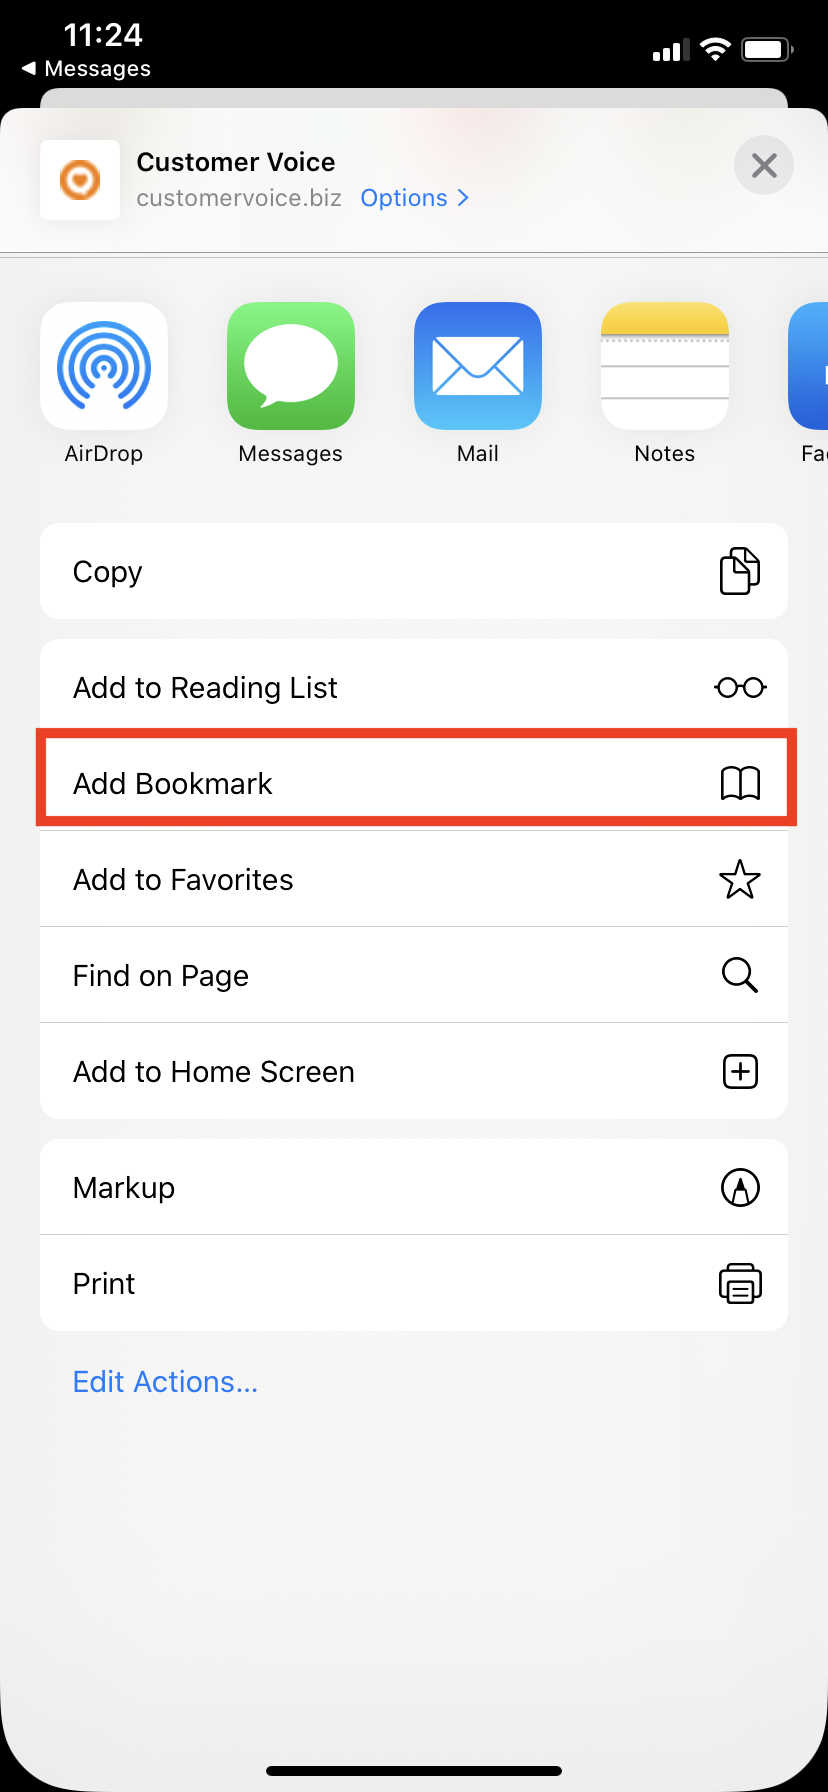 11:24
◀ Messages
Customer Voice
customervoice.biz Options >
AirDrop
Messages
Mail
Notes
Fac
Copy
Add to Reading List
Add Bookmark
Add to Favorites
Find on Page
Add to Home Screen
Markup
Print
Edit Actions...